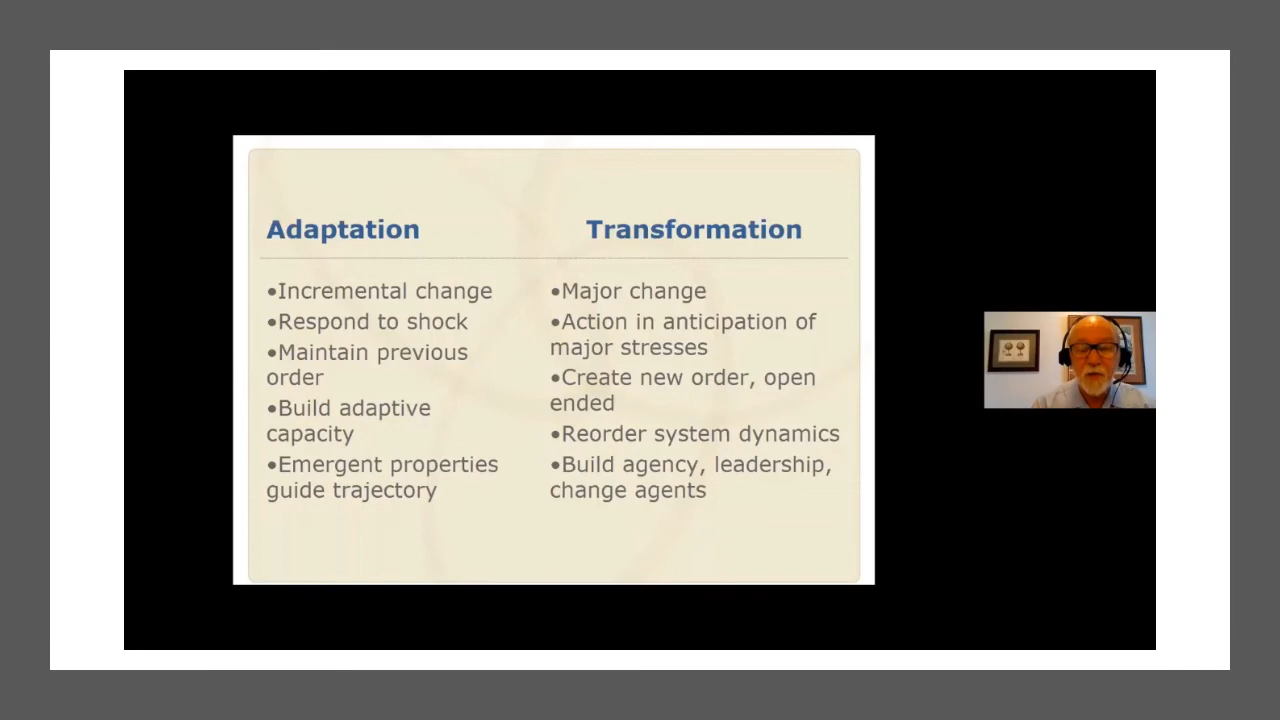 Adaptation
•Incremental change
•Respond to shock
•Maintain previous
order
•Build adaptive
capacity
•Emergent properties
guide trajectory
Transformation
•Major change
•Action in anticipation of
major stresses
•Create new order, open
ended
•Reorder system dynamics
•Build agency, leadership,
change agents